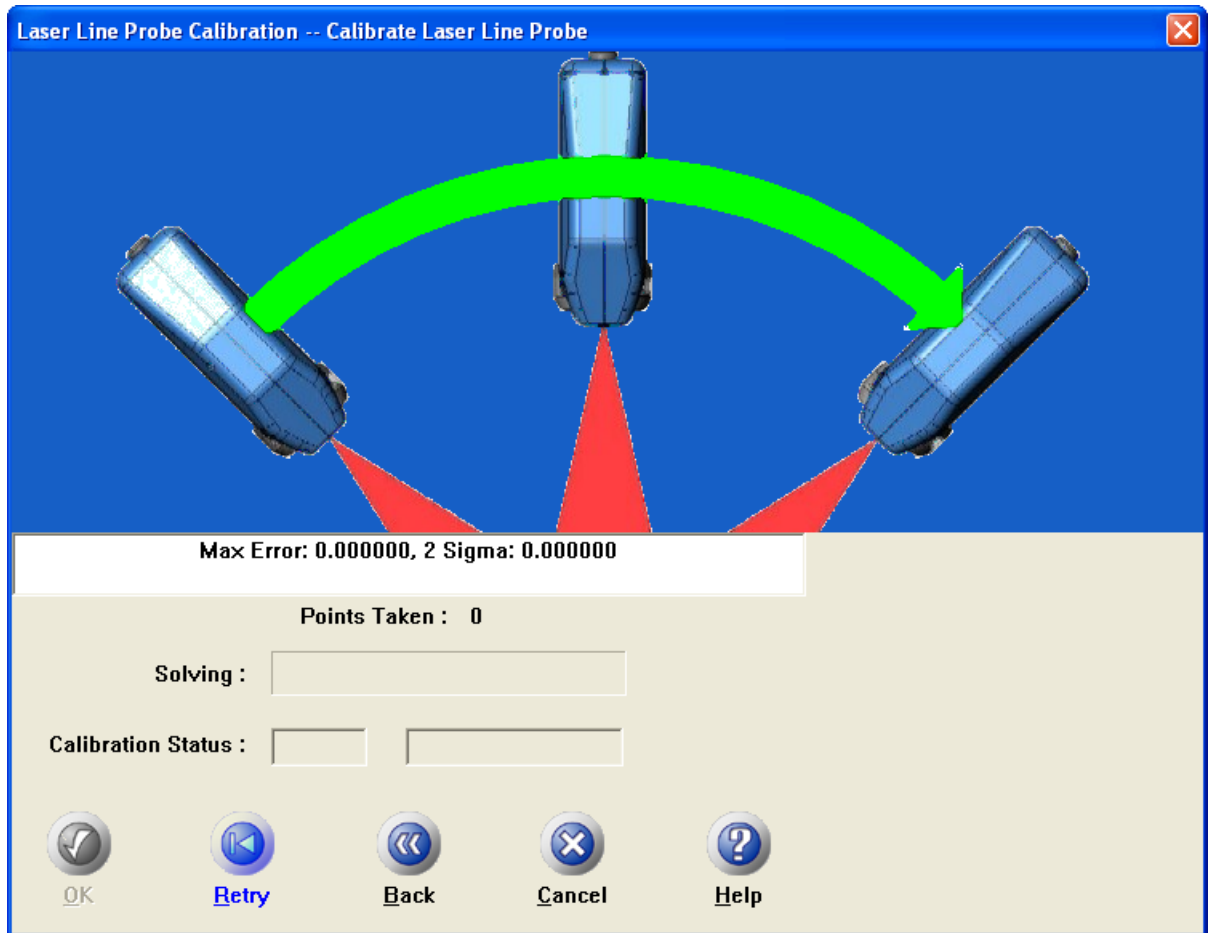 Laser Line Probe Calibration -- Calibrate Laser Line Probe
Max Error: 0.000000, 2 Sigma: 0.000000
Points Taken : 0
Solving :
Calibration Status :
OK Retry Back Cancel Help